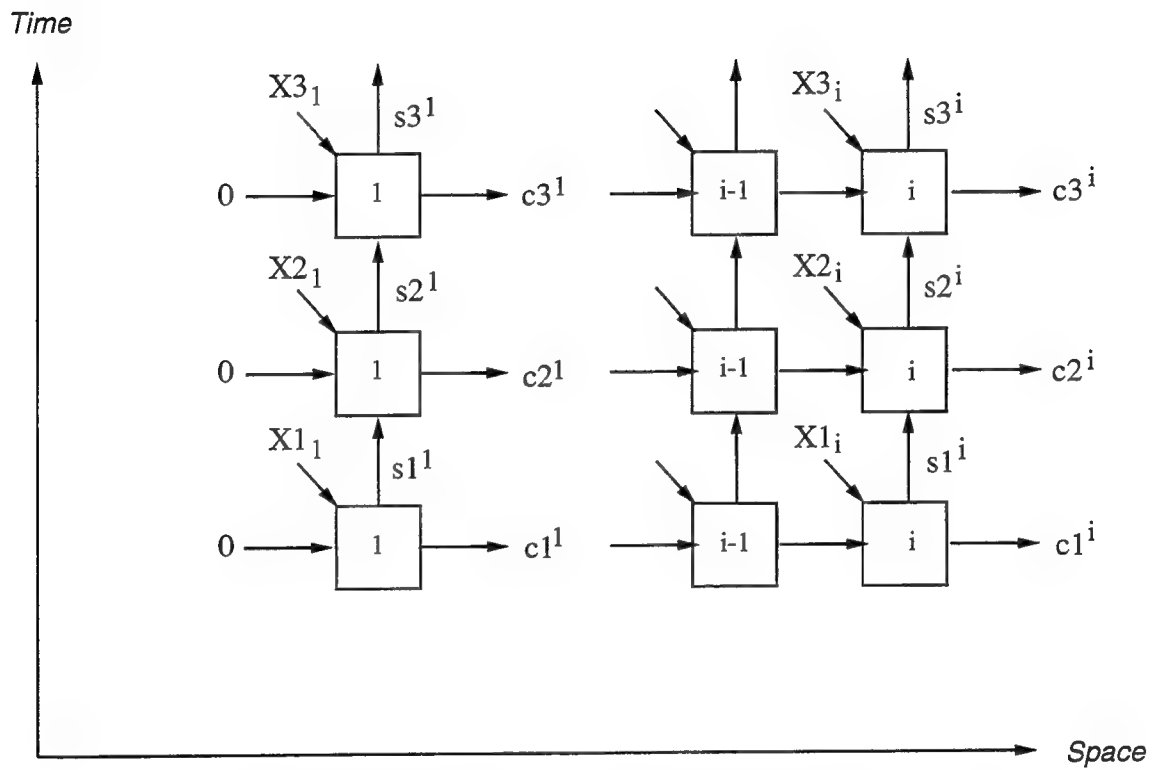 Time
X3₁ s3¹ X3ᵢ s3ⁱ
0 1 c3¹ i-1 i c3ⁱ
X2₁ s2¹ X2ᵢ s2ⁱ
0 1 c2¹ i-1 i c2ⁱ
X1₁ s1¹ X1ᵢ s1ⁱ
0 1 c1¹ i-1 i c1ⁱ
Space